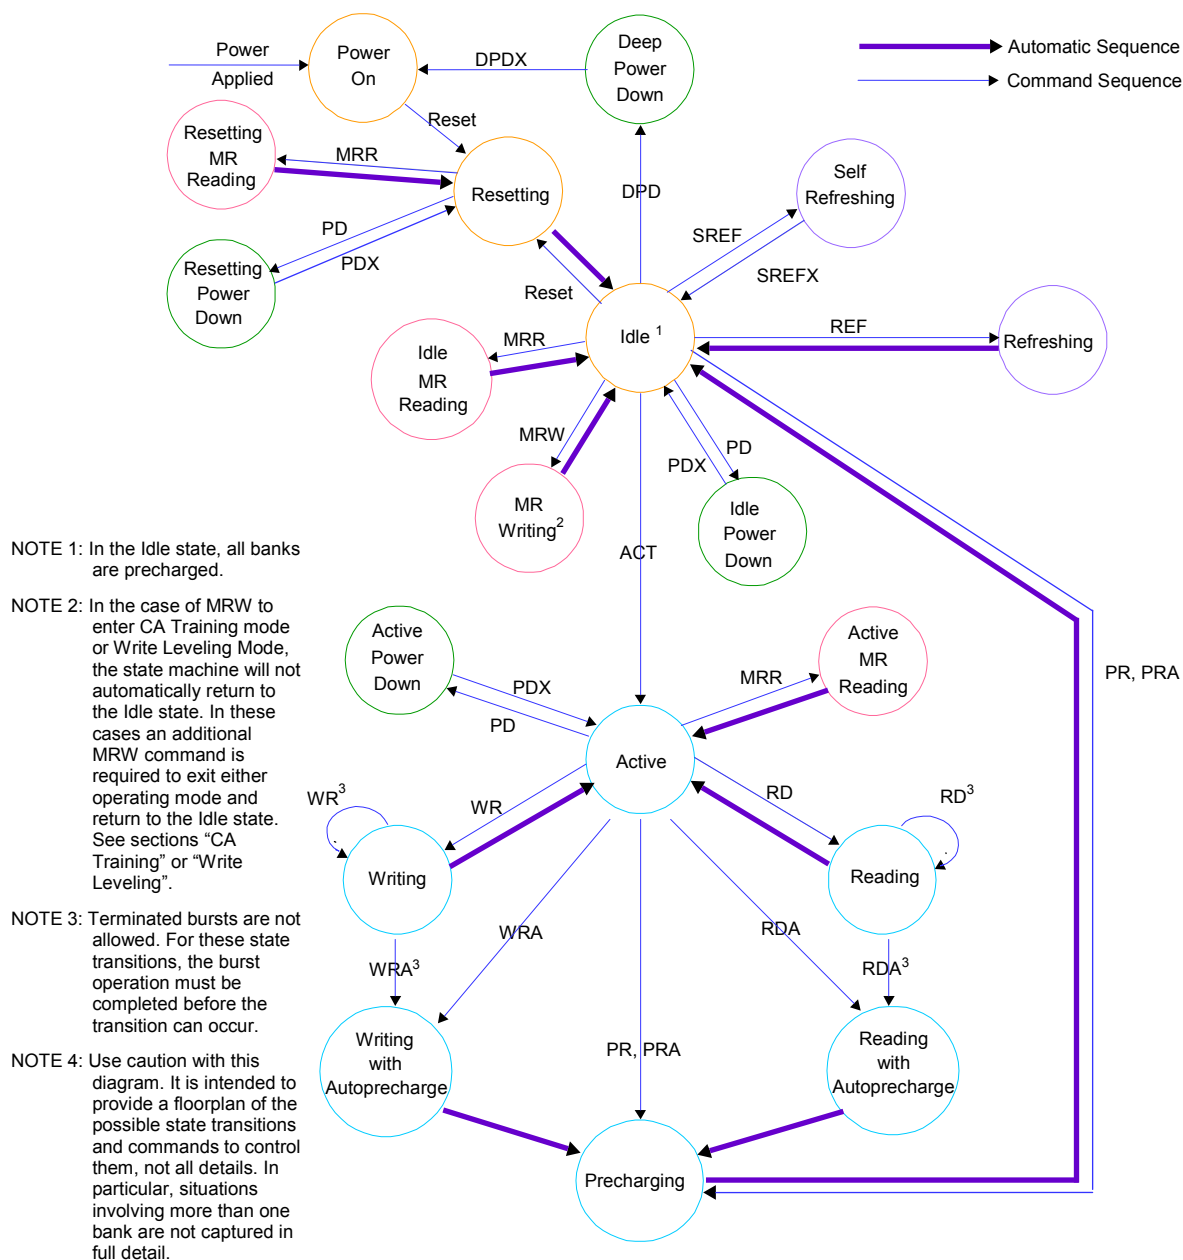 Power
Applied
Power
On
DPDX
Deep
Power
Down
Automatic Sequence
Command Sequence
Reset
Resetting
MR
Reading
MRR
Resetting
DPD
Self
Refreshing
PD
PDX
SREF
SREFX
Resetting
Power
Down
Reset
Idle 1
REF
Refreshing
MRR
Idle
MR
Reading
MRW
PD
PDX
MR
Writing2
Idle
Power
Down
ACT
NOTE 1: In the Idle state, all banks
are precharged.
NOTE 2: In the case of MRW to
enter CA Training mode
or Write Leveling Mode,
the state machine will not
automatically return to
the Idle state. In these
cases an additional
MRW command is
required to exit either
operating mode and
return to the Idle state.
See sections “CA
Training” or “Write
Leveling”.
NOTE 3: Terminated bursts are not
allowed. For these state
transitions, the burst
operation must be
completed before the
transition can occur.
NOTE 4: Use caution with this
diagram. It is intended to
provide a floorplan of the
possible state transitions
and commands to control
them, not all details. In
particular, situations
involving more than one
bank are not captured in
full detail.
Active
Power
Down
PDX
PD
MRR
Active
MR
Reading
PR, PRA
Active
WR3
WR
RD
RD3
Writing
Reading
WRA3
WRA
RDA
RDA3
Writing
with
Autoprecharge
PR, PRA
Reading
with
Autoprecharge
Precharging